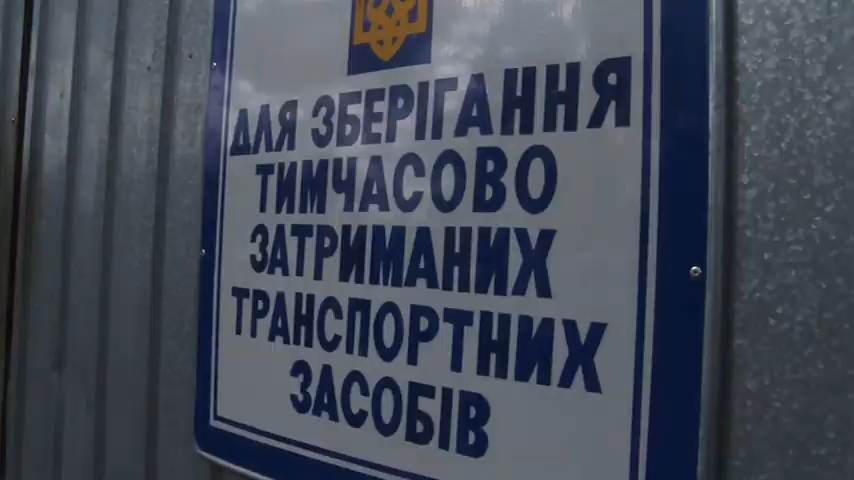 ДЛЯ ЗБЕРІГАННЯ
ТИМЧАСОВО
ЗАТРИМАНИХ
ТРАНСПОРТНИХ
ЗАСОБІВ